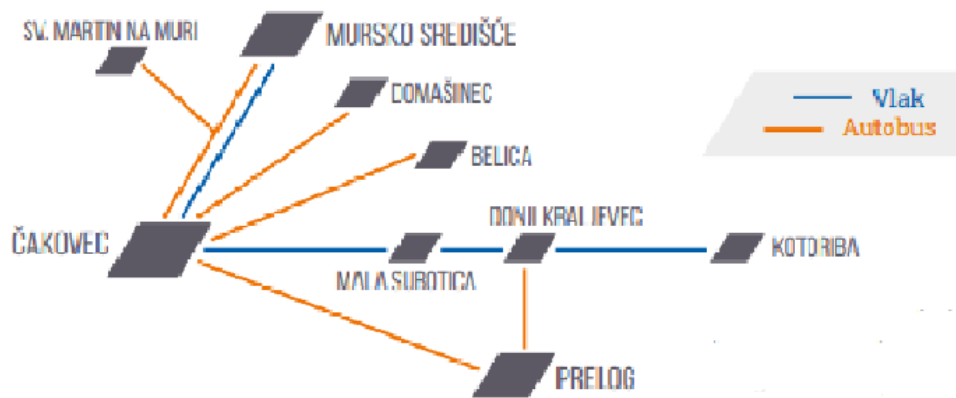 SV. MARTIN NA MURI
MURSKO SREDIŠĆE
DOMAŠINEC
BELICA
Vlak
Autobus
ČAKOVEC
DONJI KRALJEVEC
MALA SUBOTICA
KOTORIBA
PRELOG